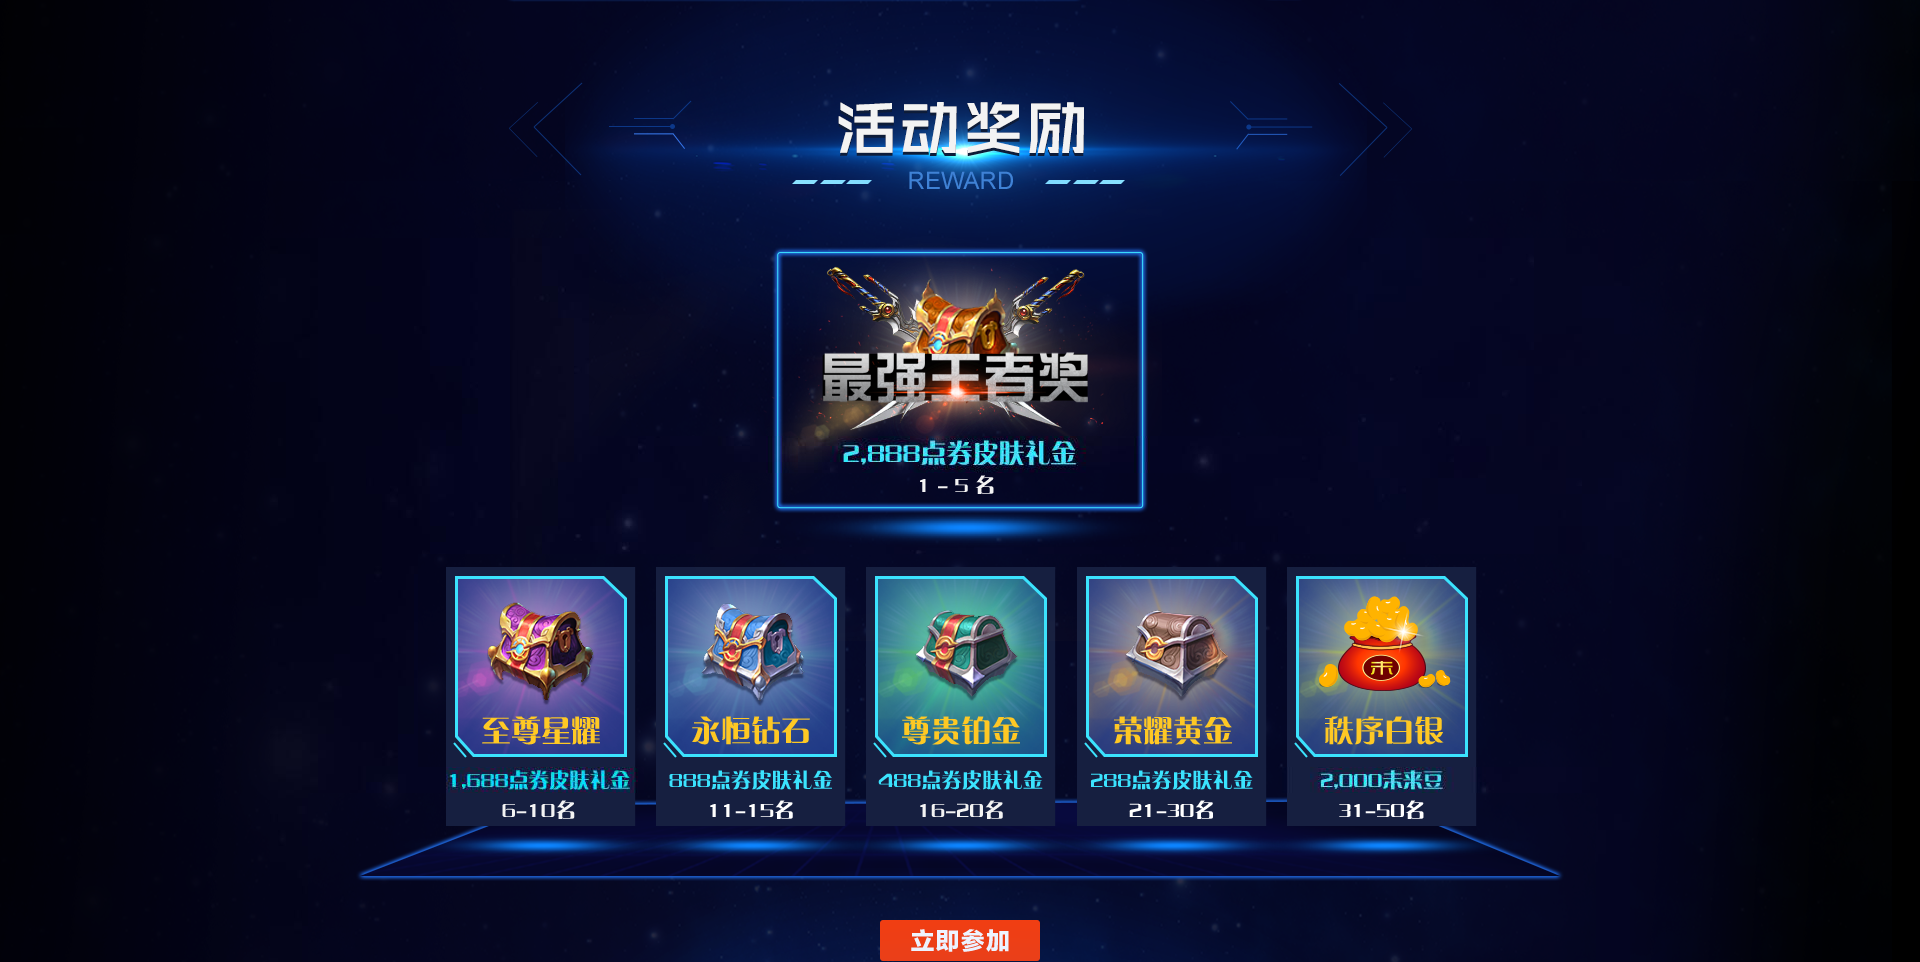 活动奖励
REWARD
最强王者奖
2,888点券皮肤礼金
1-5名
至尊星耀
1,688点券皮肤礼金
6-10名
永恒钻石
888点券皮肤礼金
11-15名
尊贵铂金
488点券皮肤礼金
16-20名
荣耀黄金
288点券皮肤礼金
21-30名
未
秩序白银
2,000未来豆
31-50名
立即参加